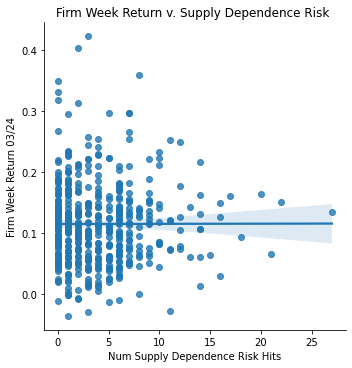 Firm Week Return v. Supply Dependence Risk
Firm Week Return 03/24
0.4
0.3
0.2
0.1
0.0
0 5 10 15 20 25
Num Supply Dependence Risk Hits